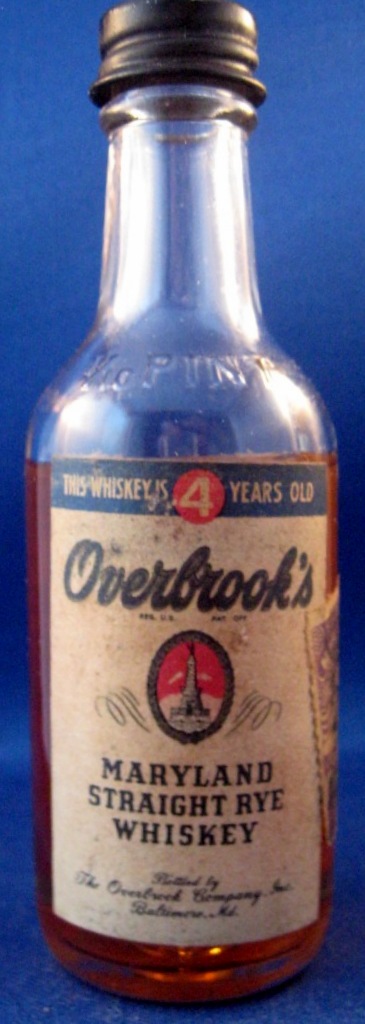 1/10 PINT
THIS WHISKEY IS 4 YEARS OLD
Overbrook's
REG. U.S. PAT. OFF
MARYLAND
STRAIGHT RYE
WHISKEY
Bottled by
The Overbrook Company, Inc.
Baltimore, Md.